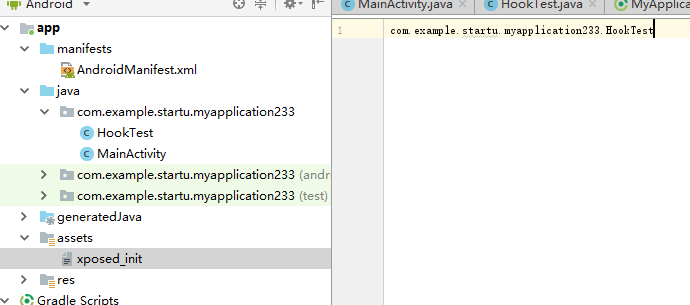 Android
app
manifests
AndroidManifest.xml
java
com.example.startu.myapplication233
HookTest
MainActivity
com.example.startu.myapplication233 (andr
com.example.startu.myapplication233 (test)
generatedJava
assets
xposed_init
res
Gradle Scripts
MainActivity.java × HookTest.java × MyApp
1 com.example.startu.myapplication233.HookTest